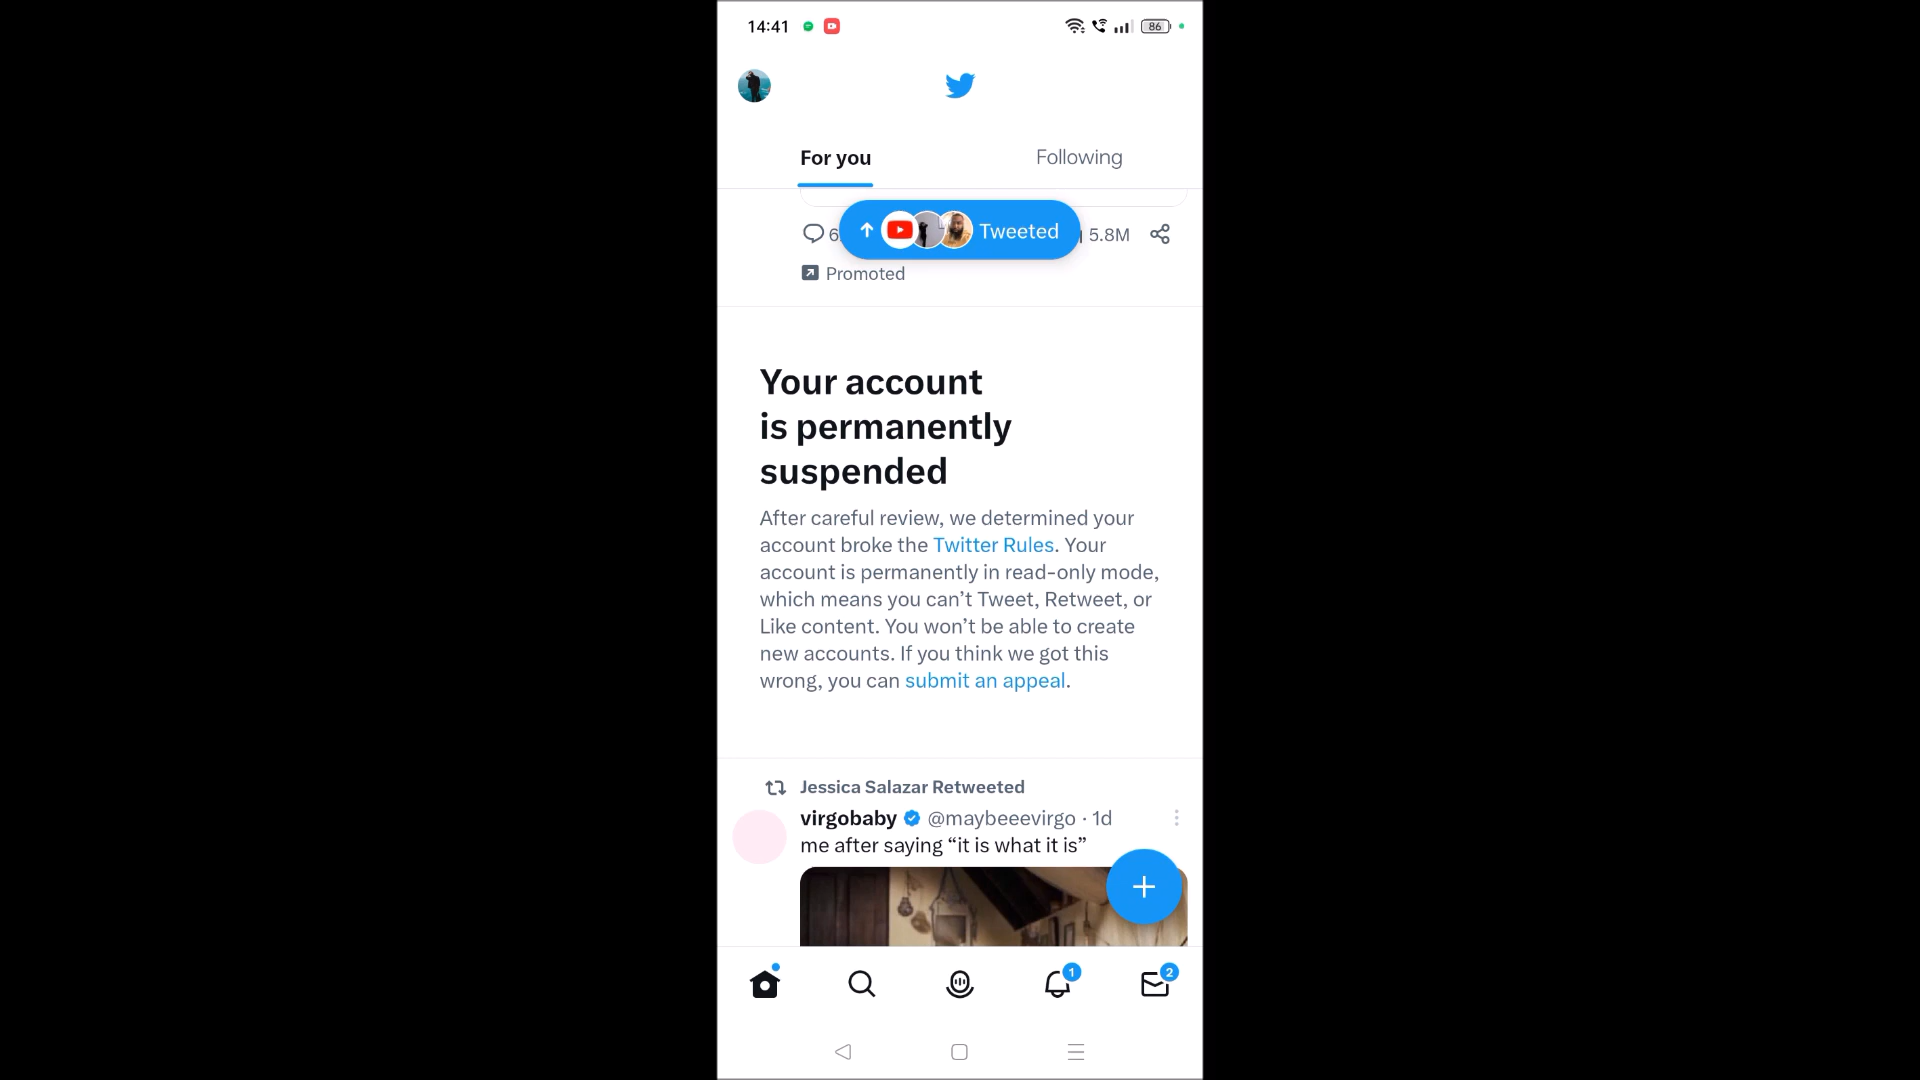 14:41
86
For you
Following
6
Tweeted
5.8M
Promoted
Your account
is permanently
suspended
After careful review, we determined your
account broke the Twitter Rules. Your
account is permanently in read-only mode,
which means you can’t Tweet, Retweet, or
Like content. You won’t be able to create
new accounts. If you think we got this
wrong, you can submit an appeal.
Jessica Salazar Retweeted
virgobaby @maybeeevirgo · 1d
me after saying “it is what it is”
1
2